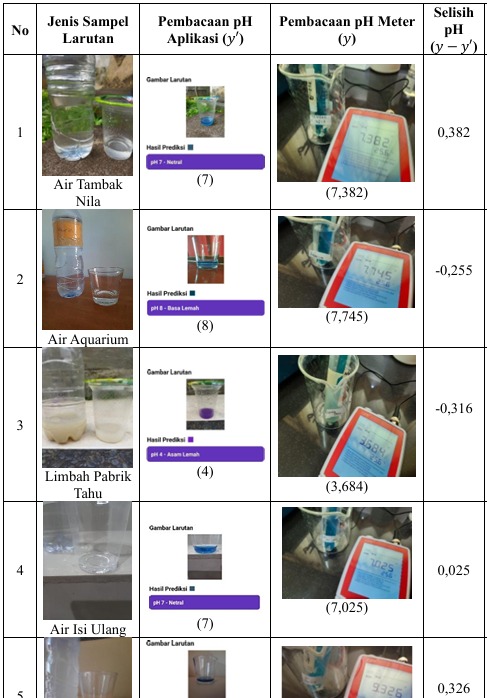 No
Jenis Sampel
Larutan
Pembacaan pH
Aplikasi (y′)
Pembacaan pH Meter
(y)
Selisih
pH
(y − y′)
1
Air Tambak
Nila
Gambar Larutan
Hasil Prediksi
pH 7 - Netral
(7)
7.382
(7,382)
0,382
2
Air Aquarium
Gambar Larutan
Hasil Prediksi
pH 8 - Basa Lemah
(8)
7.745
(7,745)
-0,255
3
Limbah Pabrik
Tahu
Gambar Larutan
Hasil Prediksi
pH 4 - Asam Lemah
(4)
3.684
(3,684)
-0,316
4
Air Isi Ulang
Gambar Larutan
Hasil Prediksi
pH 7 - Netral
(7)
7.025
(7,025)
0,025
5
Gambar Larutan
0,326